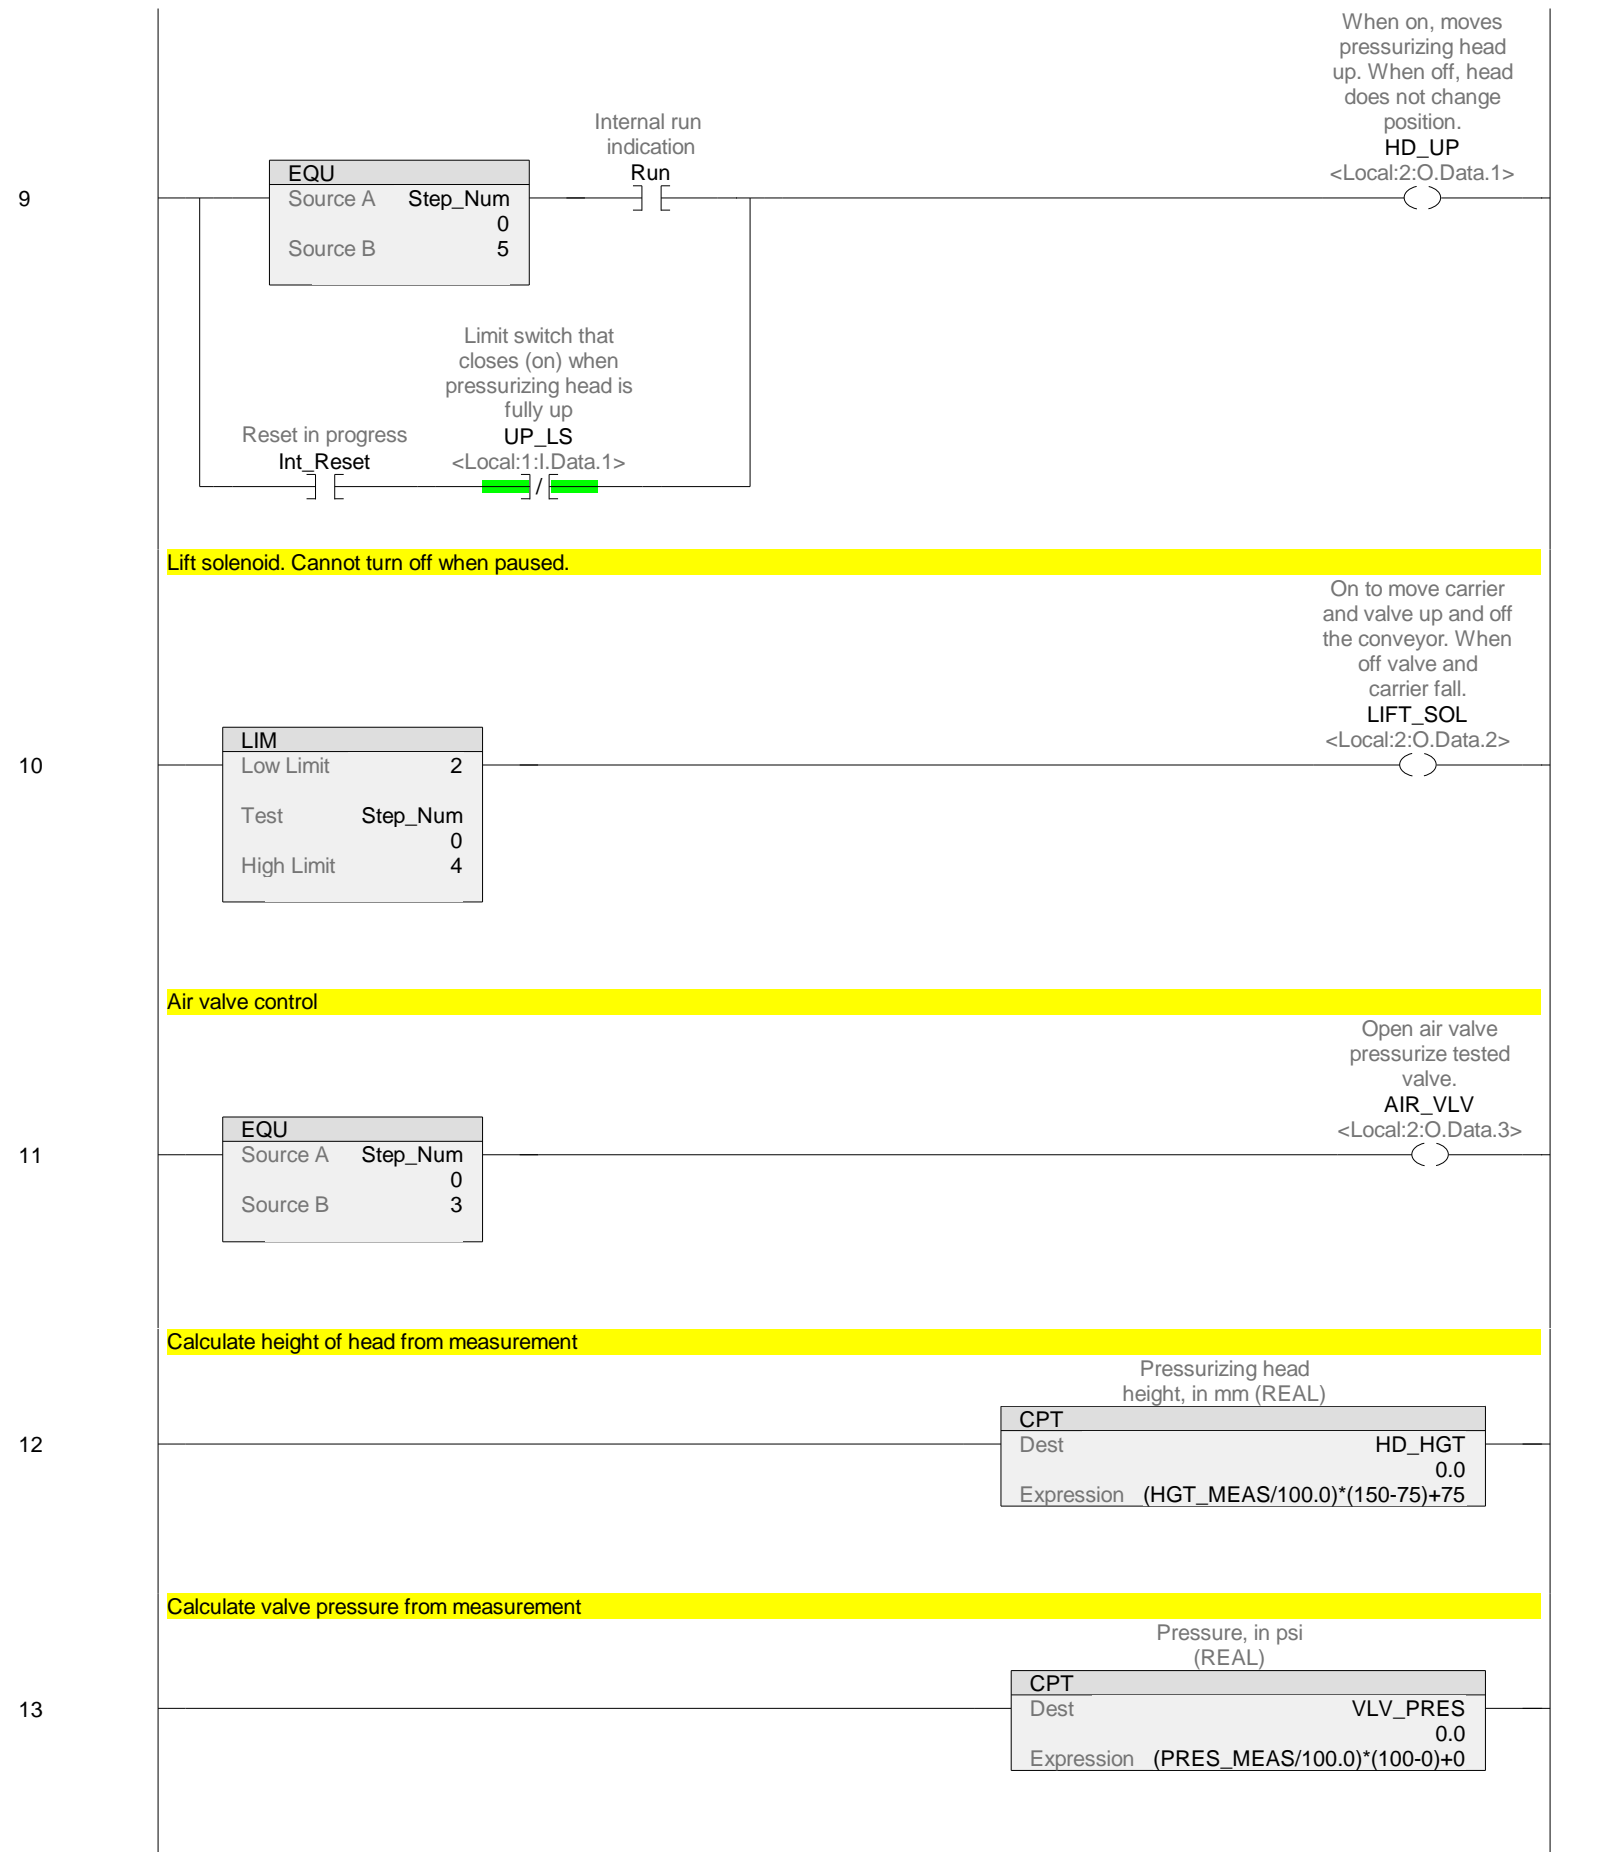 When on, moves
pressurizing head
up. When off, head
does not change
position.
HD_UP
<Local:2:O.Data.1>
Internal run
indication
Run
9
EQU
Source A Step_Num
0
Source B 5
Limit switch that
closes (on) when
pressurizing head is
fully up
UP_LS
<Local:1:I.Data.1>
Reset in progress
Int_Reset
/
Lift solenoid. Cannot turn off when paused.
On to move carrier
and valve up and off
the conveyor. When
off valve and
carrier fall.
LIFT_SOL
<Local:2:O.Data.2>
10
LIM
Low Limit 2
Test Step_Num
0
High Limit 4
Air valve control
Open air valve
pressurize tested
valve.
AIR_VLV
<Local:2:O.Data.3>
11
EQU
Source A Step_Num
0
Source B 3
Calculate height of head from measurement
Pressurizing head
height, in mm (REAL)
12
CPT
Dest HD_HGT
0.0
Expression (HGT_MEAS/100.0)*(150-75)+75
Calculate valve pressure from measurement
Pressure, in psi
(REAL)
13
CPT
Dest VLV_PRES
0.0
Expression (PRES_MEAS/100.0)*(100-0)+0